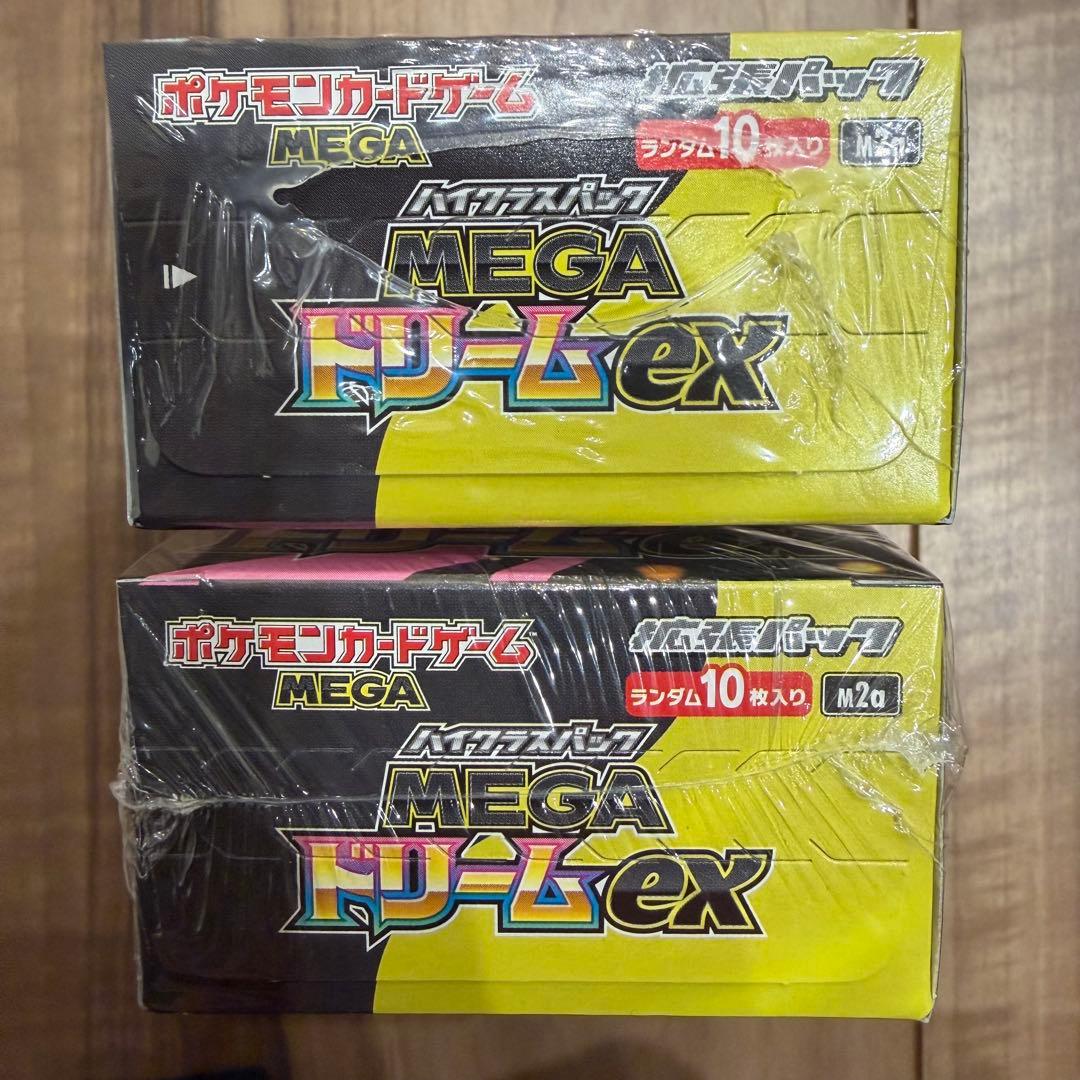 ポケモンカードゲーム
MEGA
拡張パック
ランダム10枚入り
M2a
ハイクラスパック
MEGA
ドリームex
ポケモンカードゲーム
MEGA
拡張パック
ランダム10枚入り
M2a
ハイクラスパック
MEGA
ドリームex